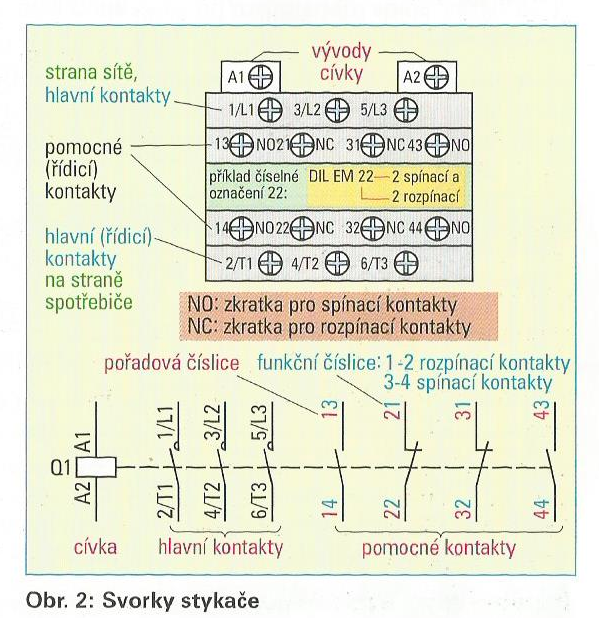 vývody
cívky
strana sítě,
hlavní kontakty
A1 A2
1/L1 3/L2 5/L3
13 NO 21 NC 31 NC 43 NO
pomocné
(řídicí)
kontakty
příklad číselné
označení 22:
DIL EM 22 2 spínací a
2 rozpínací
14 NO 22 NC 32 NC 44 NO
hlavní (řídicí)
kontakty
na straně
spotřebiče
2/T1 4/T2 6/T3
NO: zkratka pro spínací kontakty
NC: zkratka pro rozpínací kontakty
pořadová číslice
funkční číslice: 1-2 rozpínací kontakty
3-4 spínací kontakty
A1 1/L1 3/L2 5/L3 13 21 31 43
Q1
A2 2/T1 4/T2 6/T3 14 22 32 44
cívka hlavní kontakty pomocné kontakty
Obr. 2: Svorky stykače